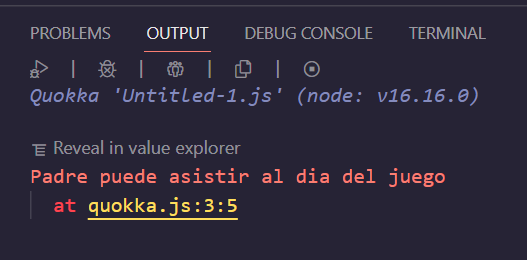 PROBLEMS OUTPUT DEBUG CONSOLE TERMINAL
Quokka 'Untitled-1.js' (node: v16.16.0)
Reveal in value explorer
Padre puede asistir al dia del juego
at quokka.js:3:5